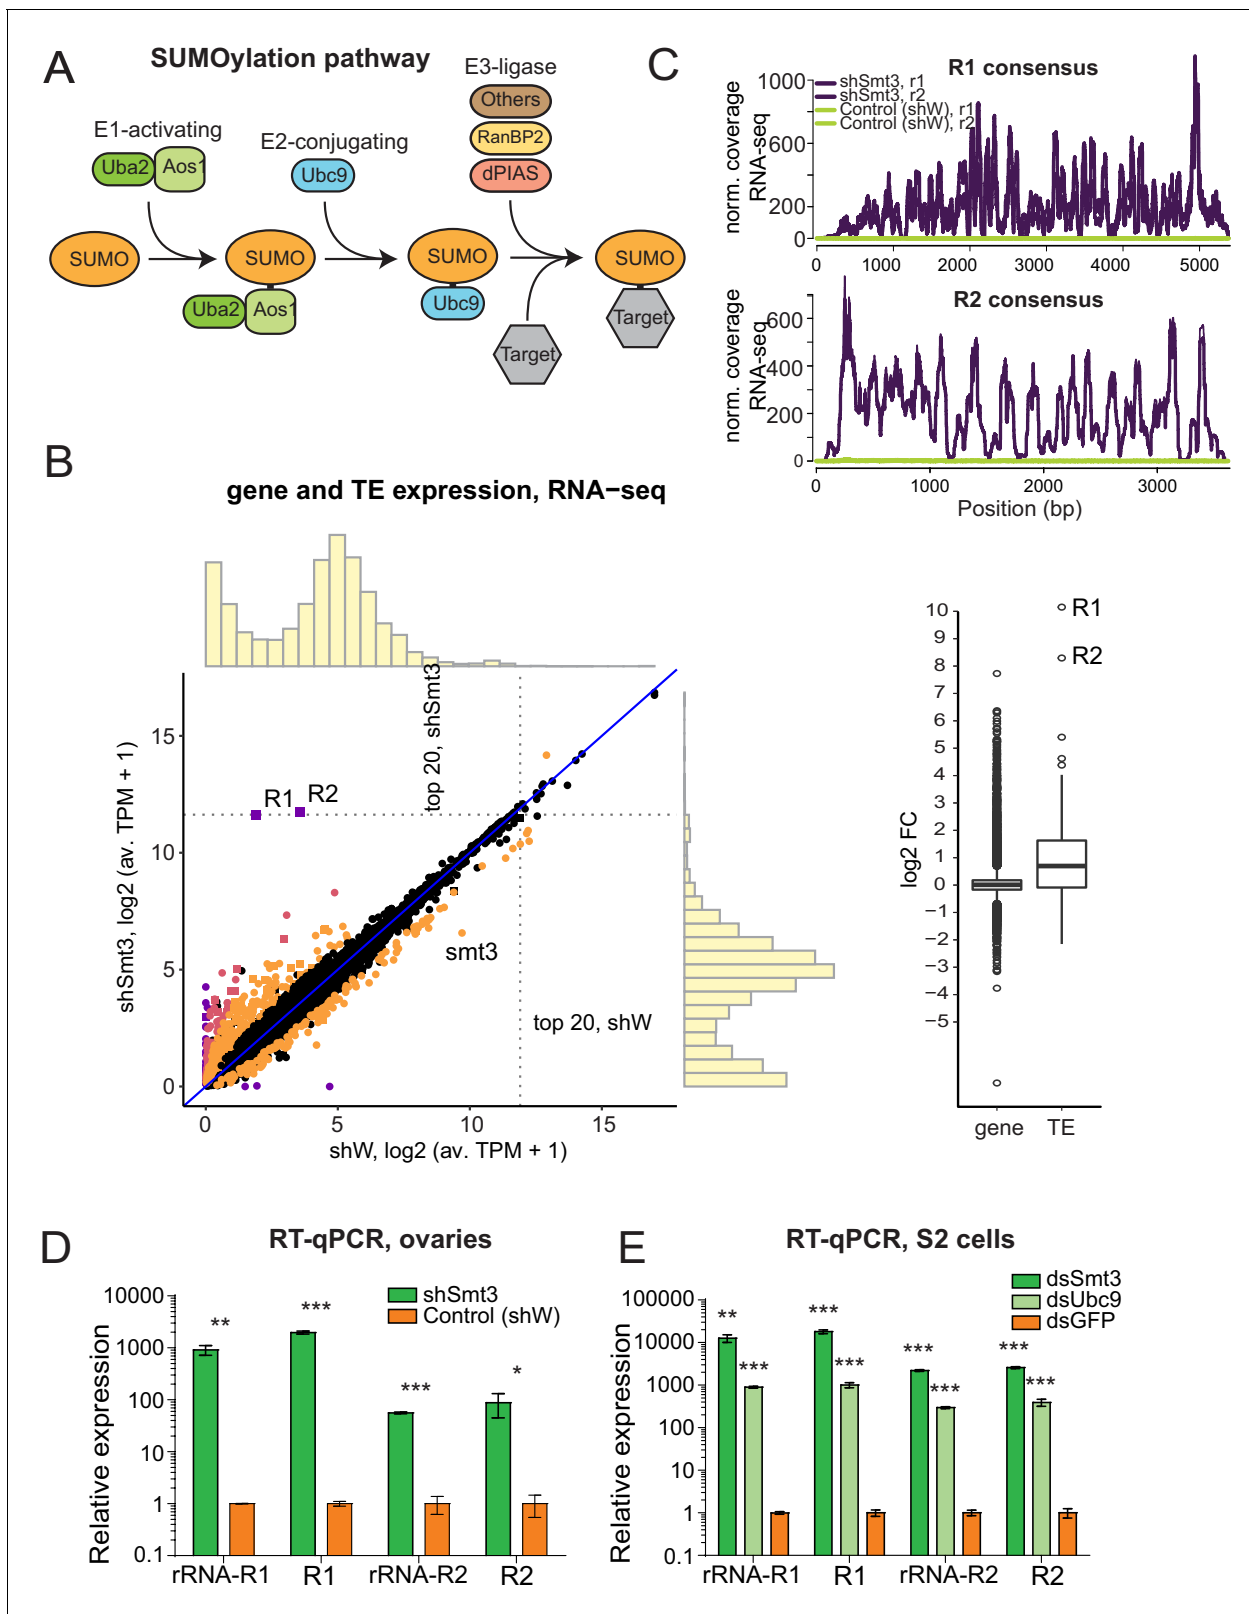 A
SUMOylation pathway
E1-activating
Uba2
Aos1
E2-conjugating
Ubc9
E3-ligase
Others
RanBP2
dPIAS
SUMO
SUMO
Uba2
Aos1
SUMO
Ubc9
Target
SUMO
Target
C
R1 consensus
norm. coverage
RNA-seq
1000
600
200
0
shSmt3, r1
shSmt3, r2
Control (shW), r1
Control (shW), r2
0 1000 2000 3000 4000 5000
R2 consensus
norm. coverage
RNA-seq
600
400
200
0
0 1000 2000 3000
Position (bp)
B
gene and TE expression, RNA−seq
shSmt3, log2 (av. TPM + 1)
15
10
5
0
R1
R2
top 20, shSmt3
smt3
top 20, shW
0 5 10 15
shW, log2 (av. TPM + 1)
log2 FC
10
9
8
7
6
5
4
3
2
1
0
−1
−2
−3
−4
−5
R1
R2
gene TE
D
RT-qPCR, ovaries
Relative expression
10000
1000
100
10
1
0.1
shSmt3
Control (shW)
**
***
***
*
rRNA-R1 R1 rRNA-R2 R2
E
RT-qPCR, S2 cells
Relative expression
100000
10000
1000
100
10
1
0.1
dsSmt3
dsUbc9
dsGFP
**
***
***
***
***
***
***
***
rRNA-R1 R1 rRNA-R2 R2